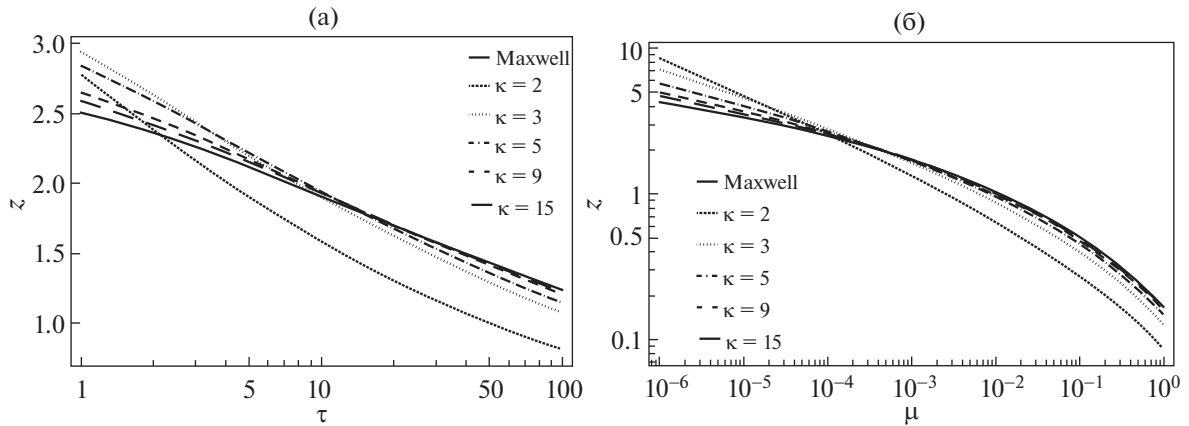 (а)
3.0
2.5
2.0
1.5
1.0
z
1
5
10
50
100
τ
Maxwell
κ = 2
κ = 3
κ = 5
κ = 9
κ = 15
(б)
10
5
1
0.5
0.1
z
10⁻⁶
10⁻⁵
10⁻⁴
10⁻³
10⁻²
10⁻¹
10⁰
μ
Maxwell
κ = 2
κ = 3
κ = 5
κ = 9
κ = 15